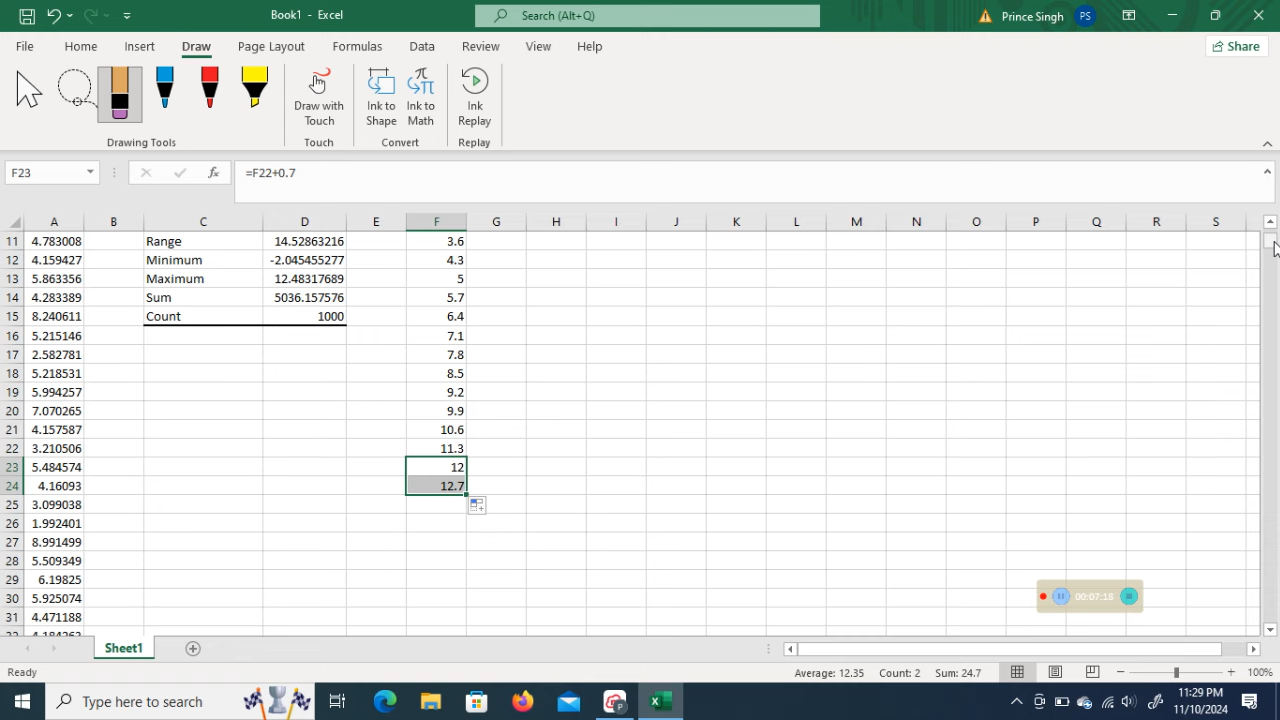 Book1 - Excel
Search (Alt+Q)
Prince Singh
PS
File Home Insert Draw Page Layout Formulas Data Review View Help
Share
Draw with Touch
Ink to Shape
Ink to Math
Ink Replay
Drawing Tools
Touch
Convert
Replay
F23
fx
=F22+0.7
A B C D E F G H I J K L M N O P Q R S
11 4.783008 Range 14.52863216 3.6
12 4.159427 Minimum -2.045455277 4.3
13 5.863356 Maximum 12.48317689 5
14 4.283389 Sum 5036.157576 5.7
15 8.240611 Count 1000 6.4
16 5.215146 7.1
17 2.582781 7.8
18 5.218531 8.5
19 5.994257 9.2
20 7.070265 9.9
21 4.157587 10.6
22 3.210506 11.3
23 5.484574 12
24 4.16093 12.7
25 3.099038
26 1.992401
27 8.991499
28 5.509349
29 6.19825
30 5.925074
31 4.471188
32 4.184263
00:07:15
Sheet1
Ready
Average: 12.35 Count: 2 Sum: 24.7
100%
Type here to search
11:29 PM
11/10/2024